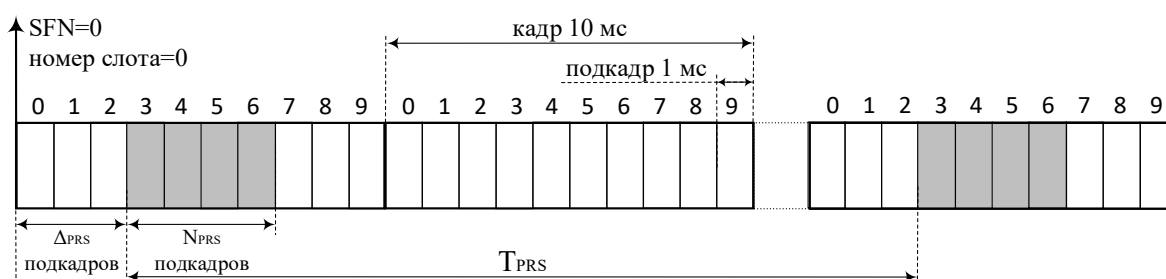 SFN=0
номер слота=0
кадр 10 мс
подкадр 1 мс
0 1 2 3 4 5 6 7 8 9 0 1 2 3 4 5 6 7 8 9 0 1 2 3 4 5 6 7 8 9
ΔPRS NPRS
подкадров подкадров
TPRS